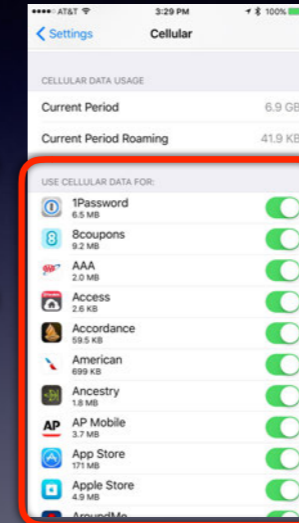 AT&T 3:29 PM 100%
Settings Cellular
CELLULAR DATA USAGE
Current Period 6.9 GB
Current Period Roaming 41.9 KB
USE CELLULAR DATA FOR:
1Password
6.5 MB
8coupons
9.2 MB
AAA
2.0 MB
Access
2.6 KB
Accordance
59.5 KB
American
699 KB
Ancestry
1.8 MB
AP AP Mobile
3.7 MB
App Store
171 MB
Apple Store
4.9 MB
AroundMe